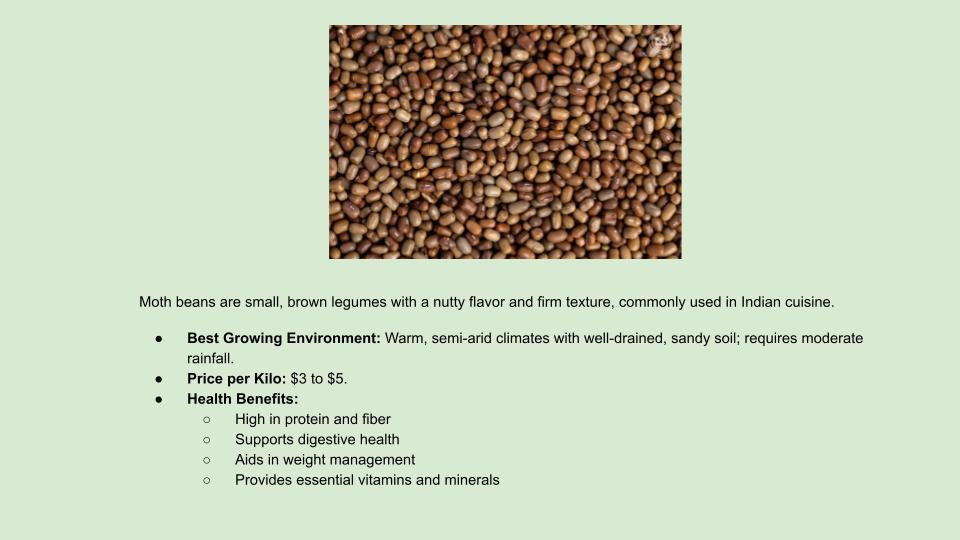 Moth beans are small, brown legumes with a nutty flavor and firm texture, commonly used in Indian cuisine.
● Best Growing Environment: Warm, semi-arid climates with well-drained, sandy soil; requires moderate
rainfall.
● Price per Kilo: $3 to $5.
● Health Benefits:
○ High in protein and fiber
○ Supports digestive health
○ Aids in weight management
○ Provides essential vitamins and minerals